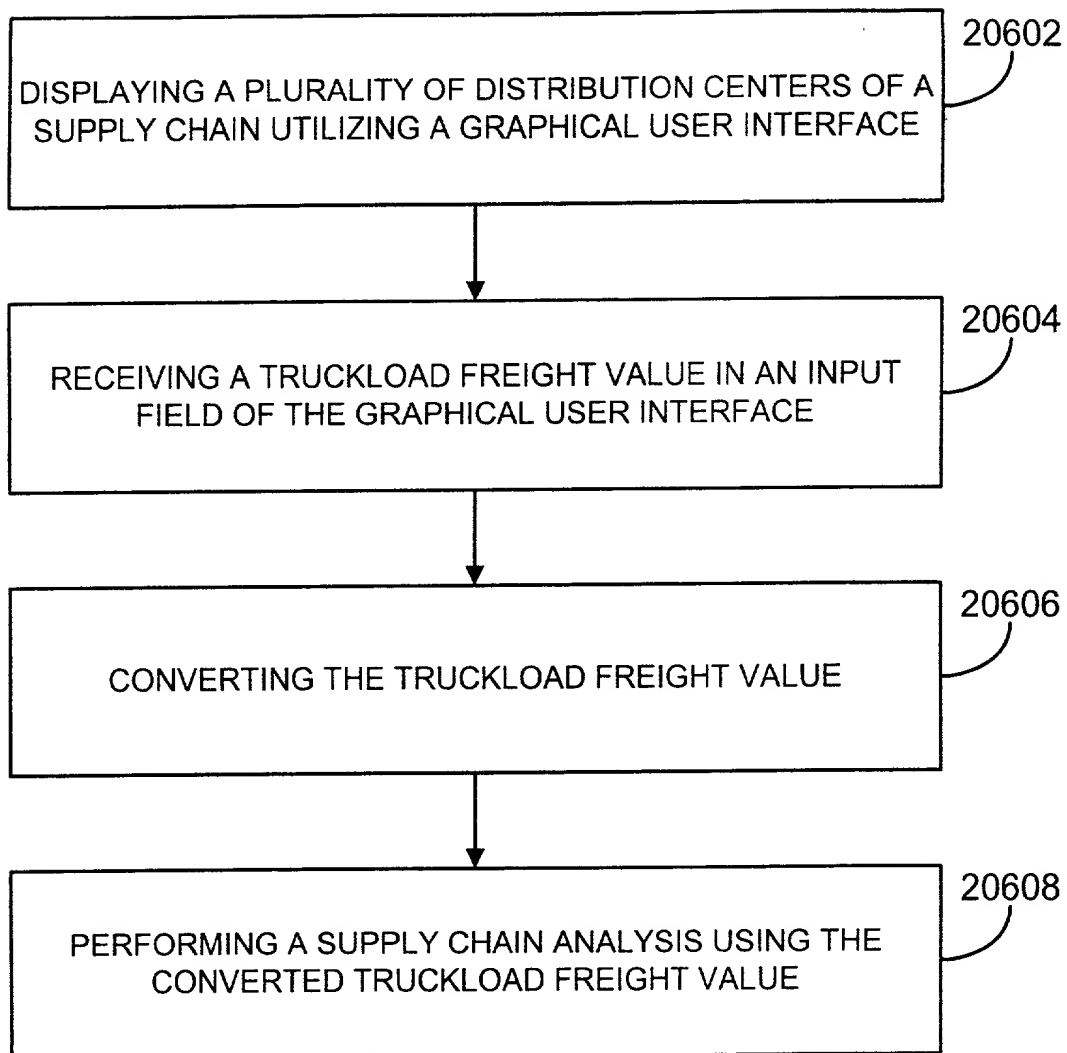 20602
DISPLAYING A PLURALITY OF DISTRIBUTION CENTERS OF A
SUPPLY CHAIN UTILIZING A GRAPHICAL USER INTERFACE
20604
RECEIVING A TRUCKLOAD FREIGHT VALUE IN AN INPUT
FIELD OF THE GRAPHICAL USER INTERFACE
20606
CONVERTING THE TRUCKLOAD FREIGHT VALUE
20608
PERFORMING A SUPPLY CHAIN ANALYSIS USING THE
CONVERTED TRUCKLOAD FREIGHT VALUE